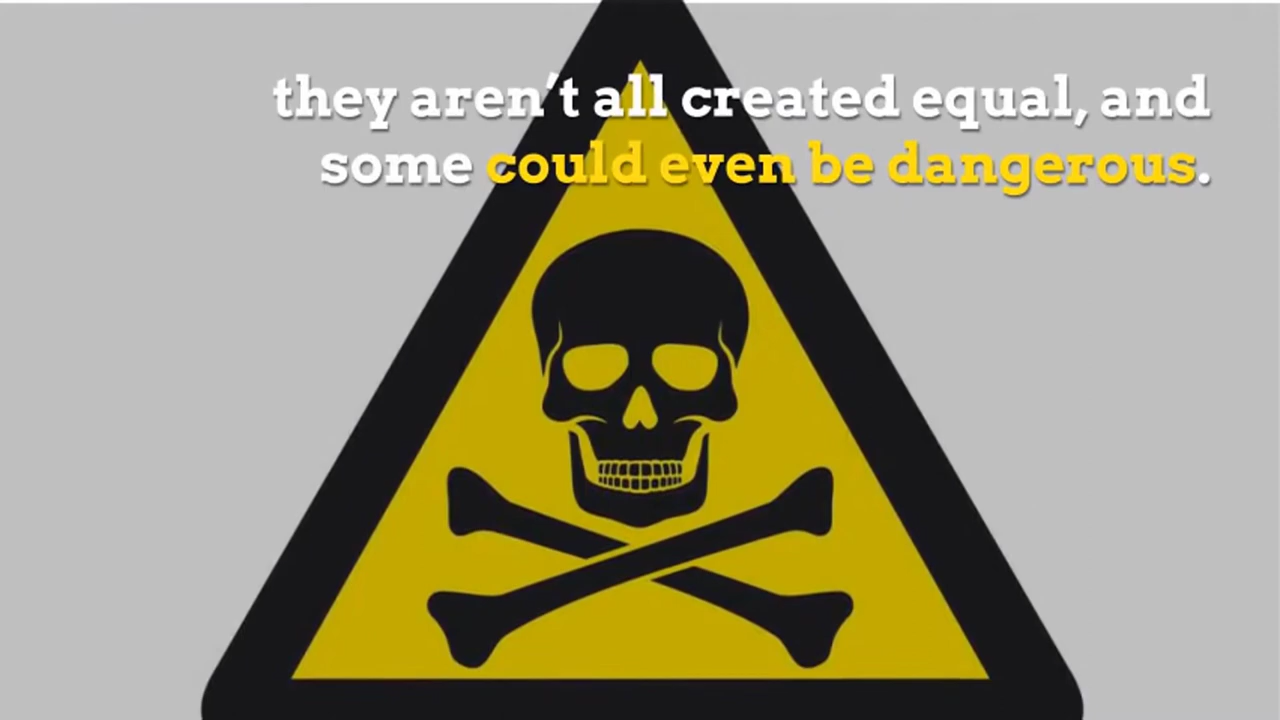 they aren't all created equal, and
some could even be dangerous.